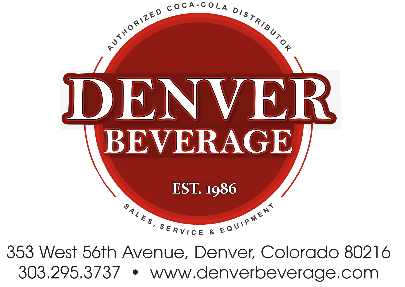 AUTHORIZED COCA-COLA DISTRIBUTOR
DENVER
BEVERAGE
EST. 1986
SALES, SERVICE & EQUIPMENT
353 West 56th Avenue, Denver, Colorado 80216
303.295.3737 • www.denverbeverage.com